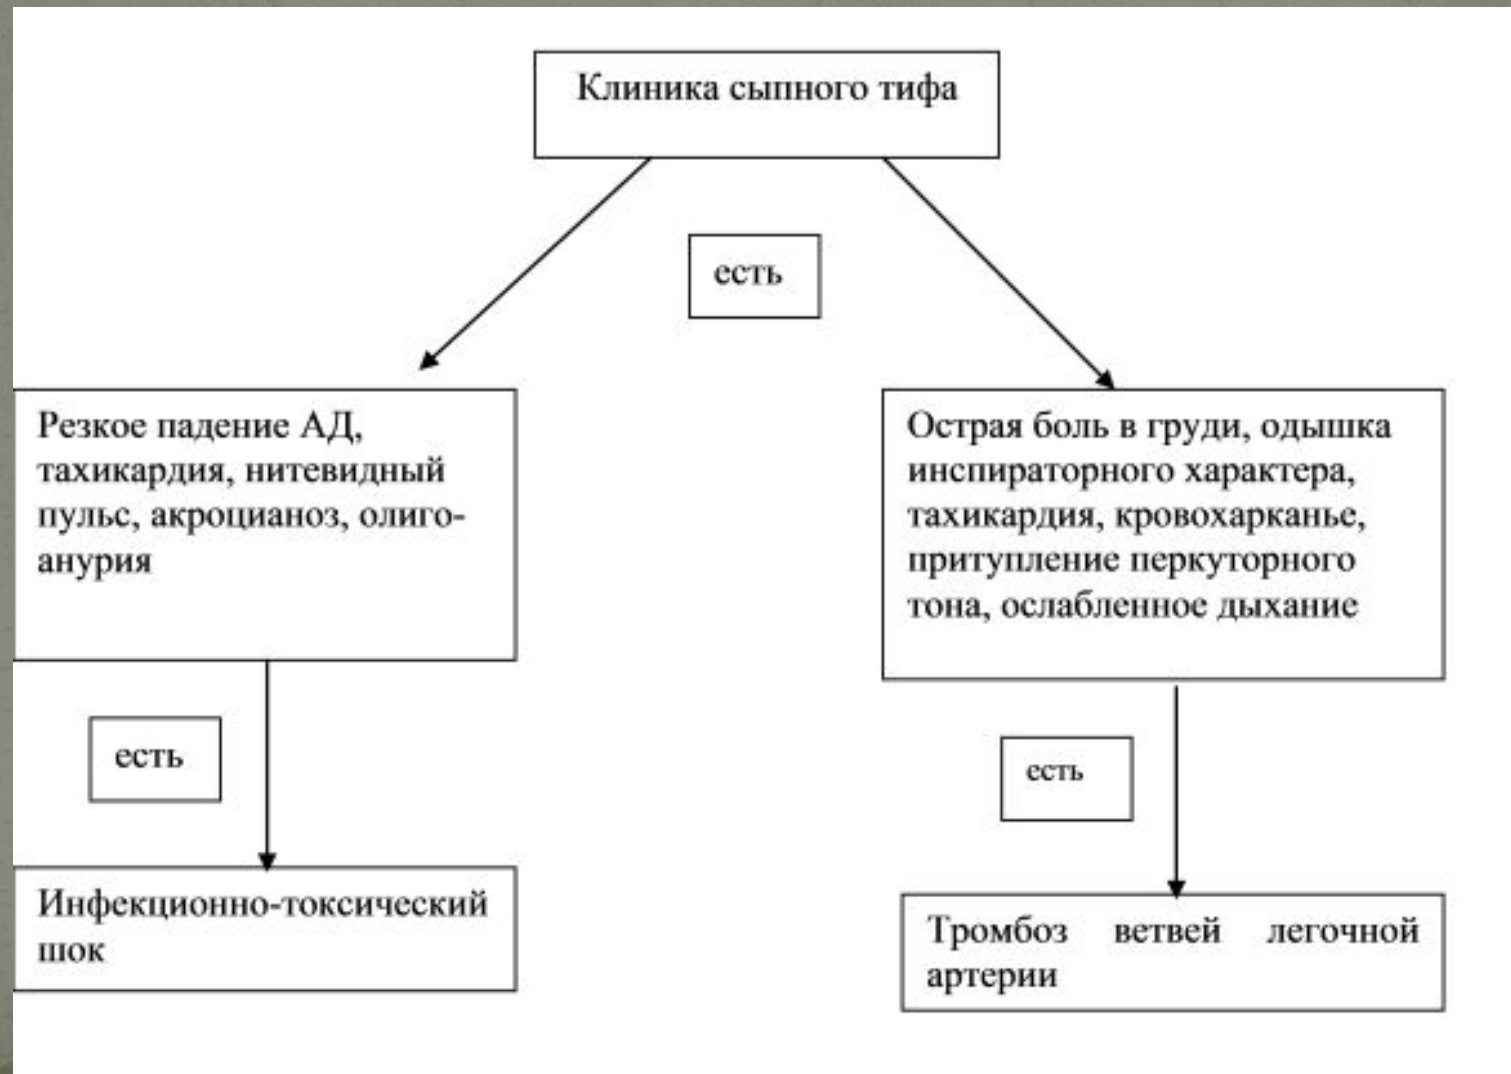 Клиника сыпного тифа
есть
Резкое падение АД,
тахикардия, нитевидный
пульс, акроцианоз, олиго-
анурия
Острая боль в груди, одышка
инспираторного характера,
тахикардия, кровохарканье,
притупление перкуторного
тона, ослабленное дыхание
есть
есть
Инфекционно-токсический
шок
Тромбоз ветвей легочной
артерии